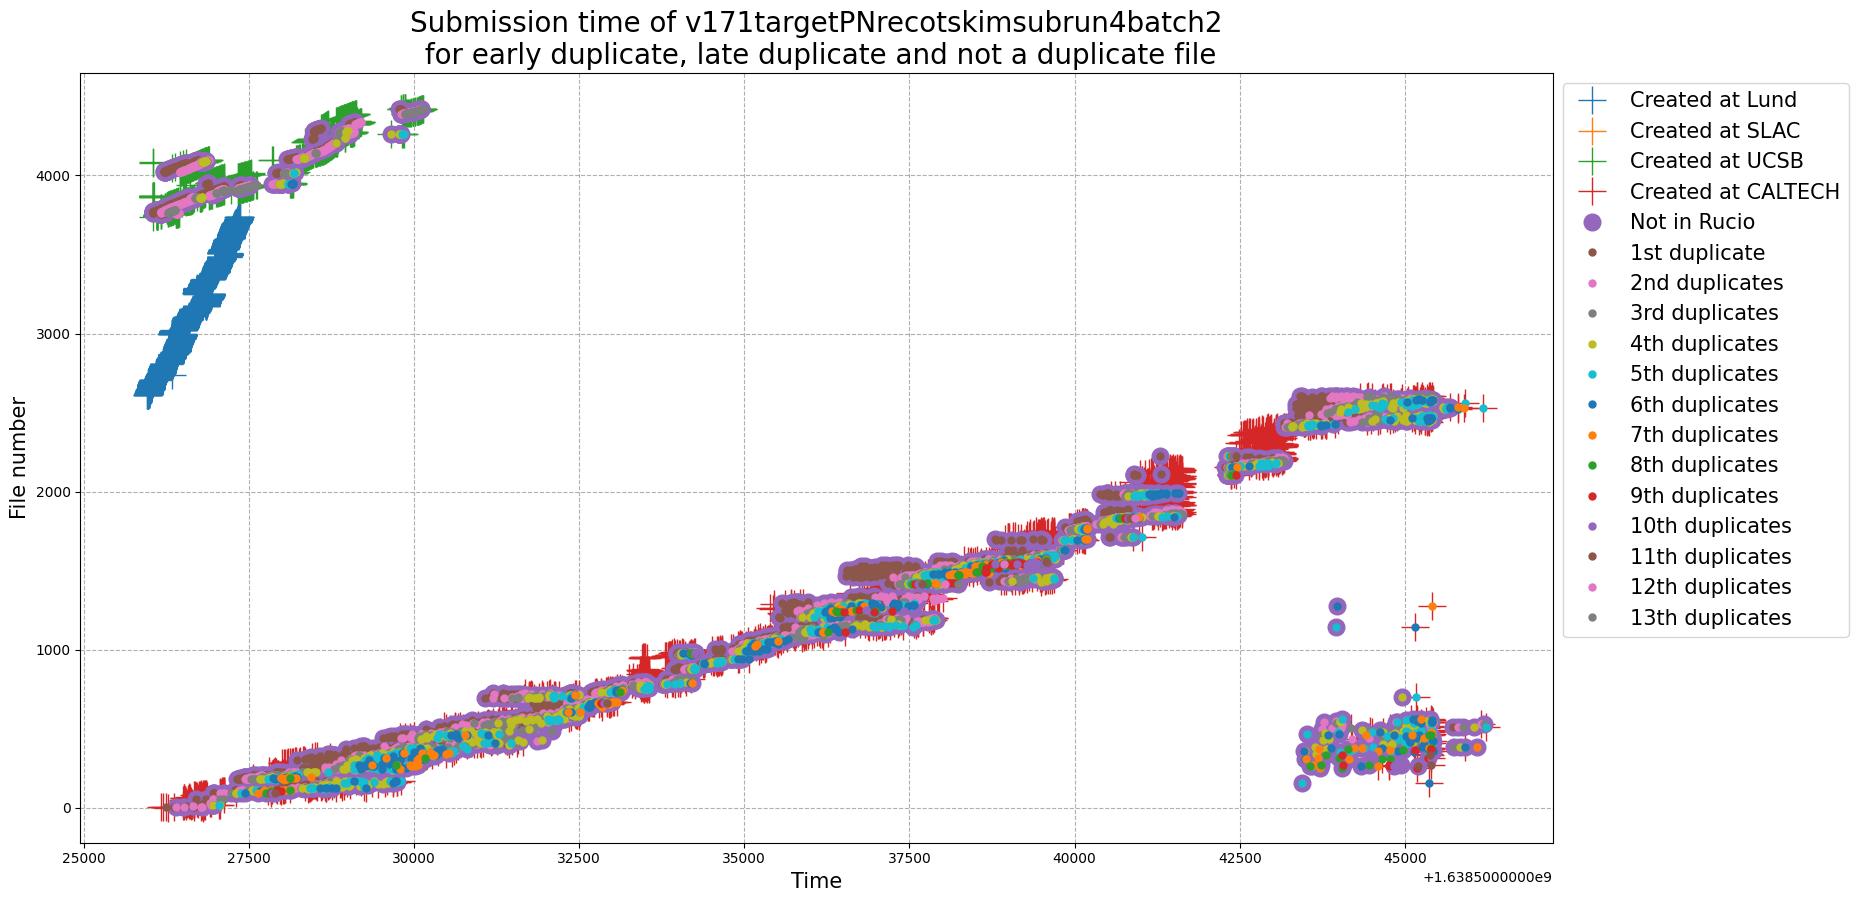 Submission time of v171targetPNrecotskimsubrun4batch2
for early duplicate, late duplicate and not a duplicate file
File number
4000
3000
2000
1000
0
25000
27500
30000
32500
35000
37500
40000
42500
45000
+1.6385000000e9
Time
Created at Lund
Created at SLAC
Created at UCSB
Created at CALTECH
Not in Rucio
1st duplicate
2nd duplicates
3rd duplicates
4th duplicates
5th duplicates
6th duplicates
7th duplicates
8th duplicates
9th duplicates
10th duplicates
11th duplicates
12th duplicates
13th duplicates